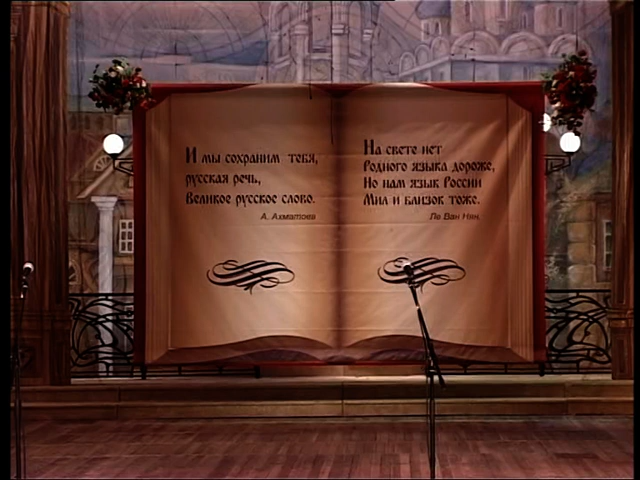 И мы сохраним тебя,
русская речь,
Великое русское слово.
А. Ахматова
На свете нет
Родного языка дороже,
Но нам язык России
Мил и близок тоже.
Ле Ван Нян.